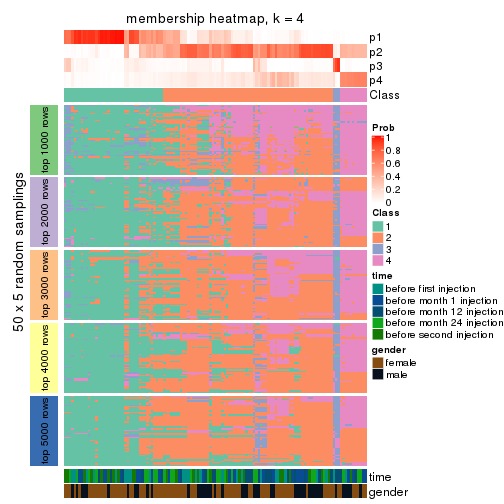 membership heatmap, k = 4
p1
p2
p3
p4
Class
50 x 5 random samplings
top 1000 rows
top 2000 rows
top 3000 rows
top 4000 rows
top 5000 rows
time
gender
Prob
1
0.8
0.6
0.4
0.2
0
Class
1
2
3
4
time
before first injection
before month 1 injection
before month 12 injection
before month 24 injection
before second injection
gender
female
male